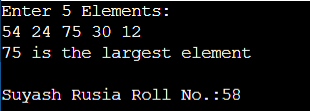 Enter 5 Elements:
54 24 75 30 12
75 is the largest element
Suyash Rusia Roll No.:58